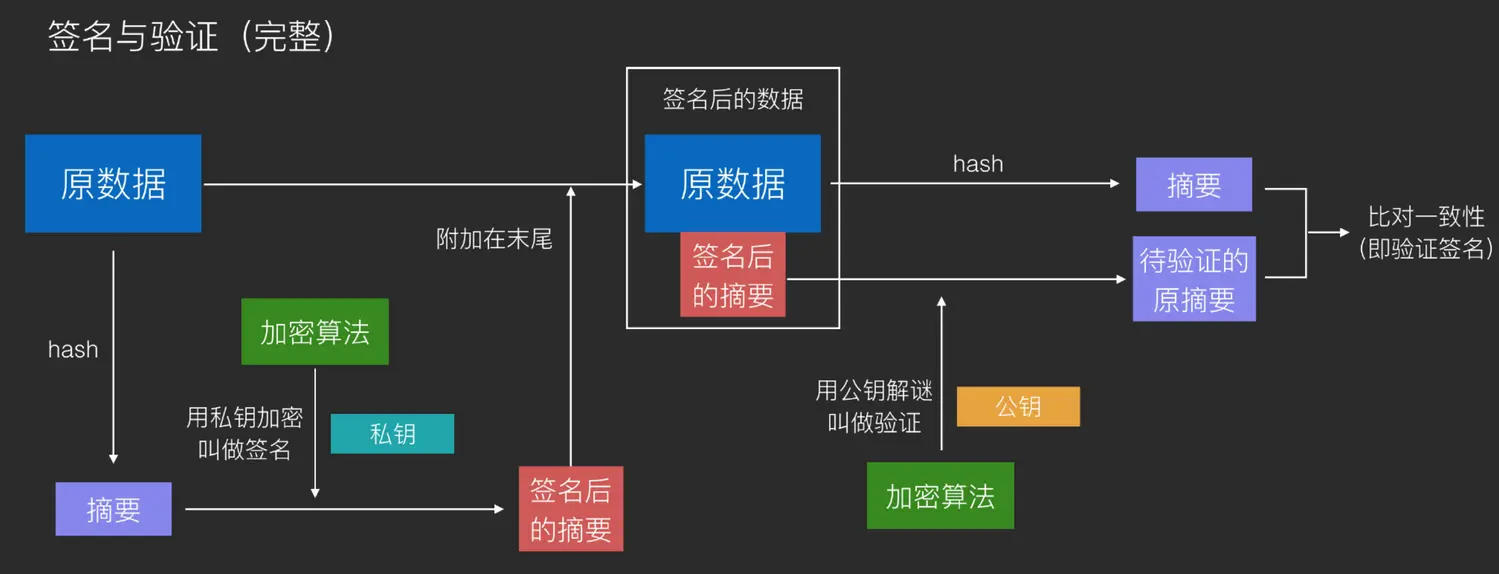 签名与验证（完整）
签名后的数据
原数据
原数据
hash
摘要
签名后
的摘要
附加在末尾
待验证的
原摘要
比对一致性
(即验证签名)
hash
加密算法
用私钥加密
叫做签名
私钥
用公钥解谜
叫做验证
公钥
摘要
签名后
的摘要
加密算法